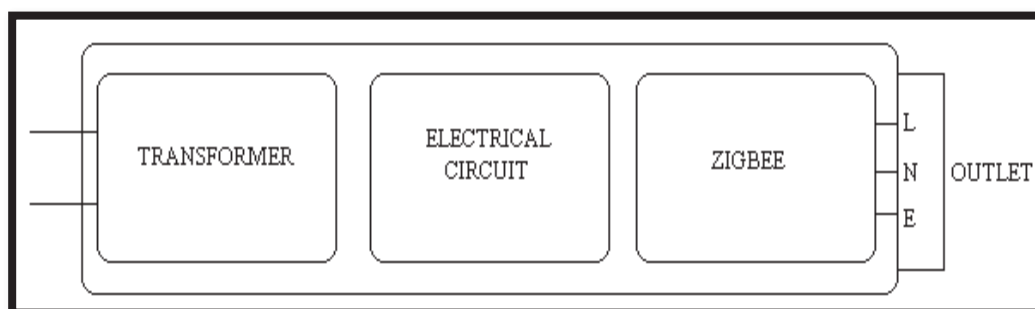 TRANSFORMER
ELECTRICAL
CIRCUIT
ZIGBEE
L
N
E
OUTLET